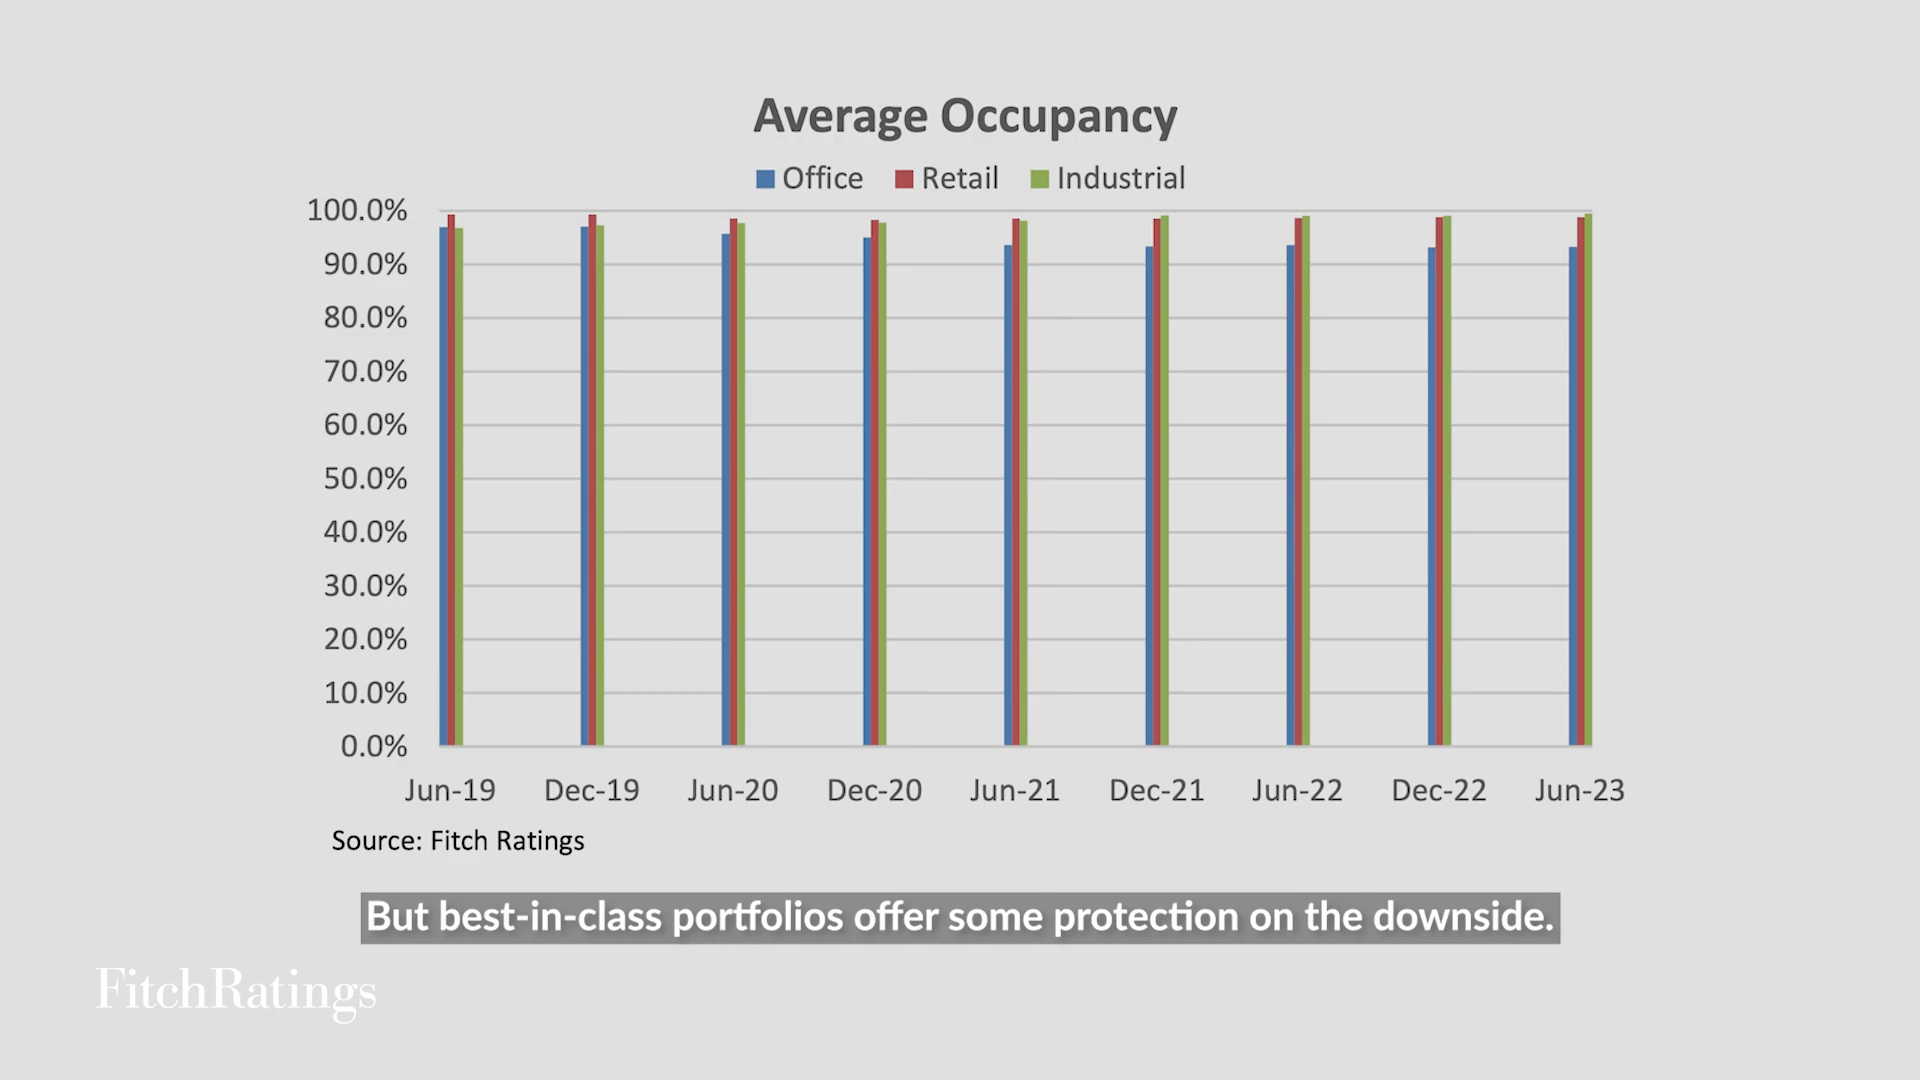 Average Occupancy
Office Retail Industrial
100.0%
90.0%
80.0%
70.0%
60.0%
50.0%
40.0%
30.0%
20.0%
10.0%
0.0%
Jun-19 Dec-19 Jun-20 Dec-20 Jun-21 Dec-21 Jun-22 Dec-22 Jun-23
Source: Fitch Ratings
But best-in-class portfolios offer some protection on the downside.
FitchRatings